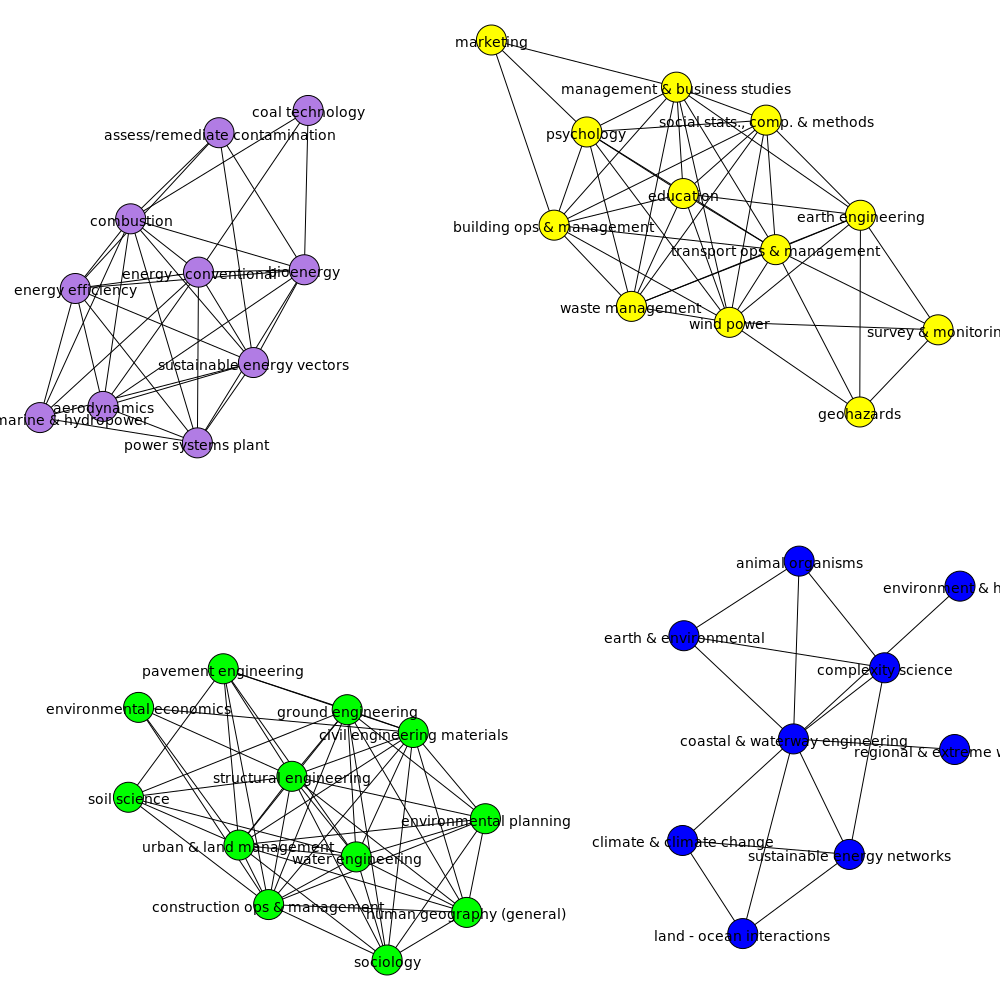 coal technology
assess/remediate contamination
combustion
energy - conventional
bioenergy
energy efficiency
sustainable energy vectors
aerodynamics
marine & hydropower
power systems plant
marketing
management & business studies
social stats., comp. & methods
psychology
education
building ops & management
earth engineering
transport ops & management
waste management
wind power
survey & monitorin
geohazards
pavement engineering
environmental economics
ground engineering
civil engineering materials
structural engineering
soil science
environmental planning
urban & land management
water engineering
construction ops & management
human geography (general)
sociology
animal organisms
environment & h
earth & environmental
complexity science
coastal & waterway engineering
regional & extreme w
climate & climate change
sustainable energy networks
land - ocean interactions